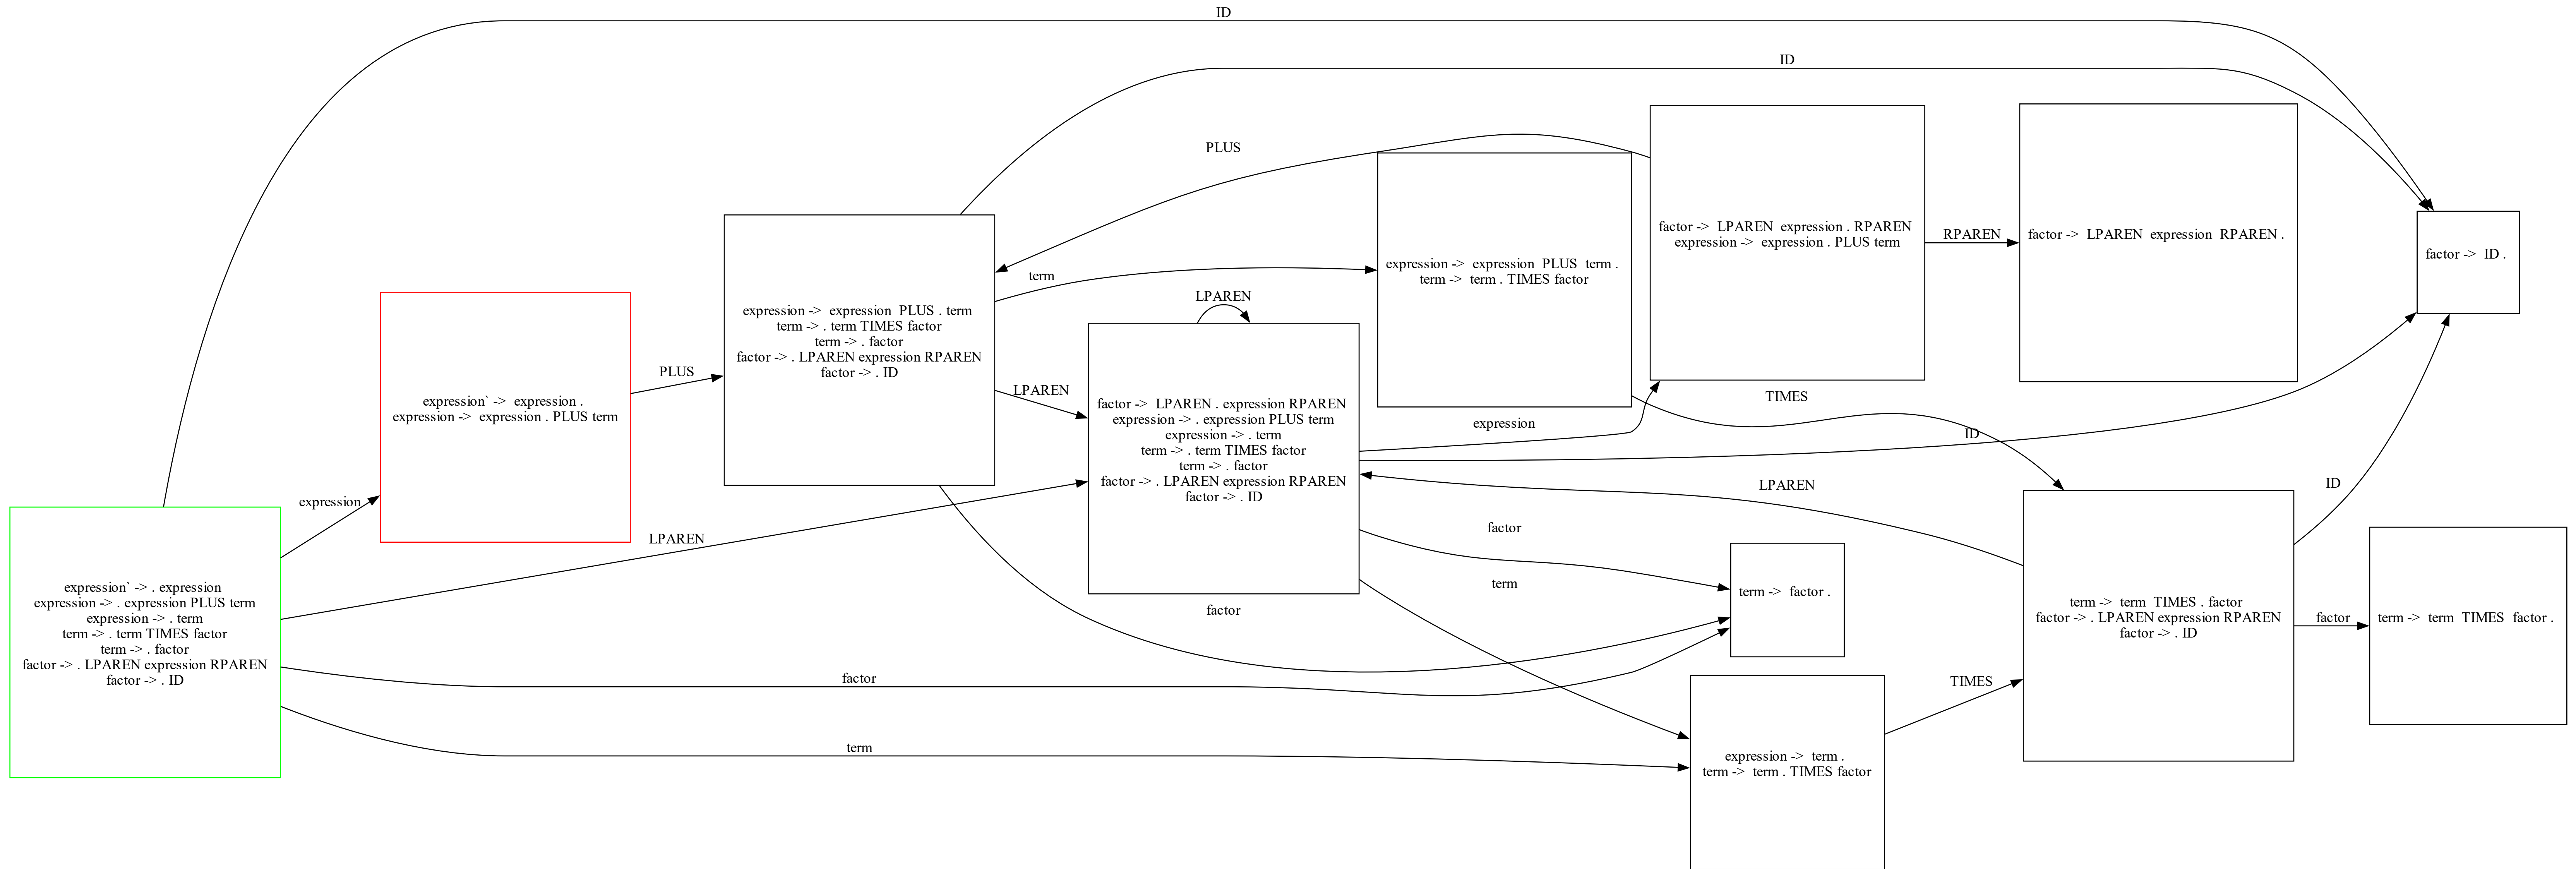 ID
ID
PLUS
factor ->  LPAREN  expression . RPAREN
expression ->  expression . PLUS term
RPAREN
factor ->  LPAREN  expression  RPAREN .
factor ->  ID .
expression ->  expression  PLUS  term .
term ->  term . TIMES factor
term
LPAREN
expression ->  expression  PLUS . term
term -> . term TIMES factor
term -> . factor
factor -> . LPAREN expression RPAREN
factor -> . ID
PLUS
expression` ->  expression .
expression ->  expression . PLUS term
LPAREN
factor ->  LPAREN . expression RPAREN
expression -> . expression PLUS term
expression -> . term
term -> . term TIMES factor
term -> . factor
factor -> . LPAREN expression RPAREN
factor -> . ID
expression
TIMES
ID
LPAREN
ID
expression
LPAREN
factor
term
factor
term ->  factor .
expression` -> . expression
expression -> . expression PLUS term
expression -> . term
term -> . term TIMES factor
term -> . factor
factor -> . LPAREN expression RPAREN
factor -> . ID
term ->  term  TIMES . factor
factor -> . LPAREN expression RPAREN
factor -> . ID
factor
term ->  term  TIMES  factor .
factor
TIMES
term
expression ->  term .
term ->  term . TIMES factor